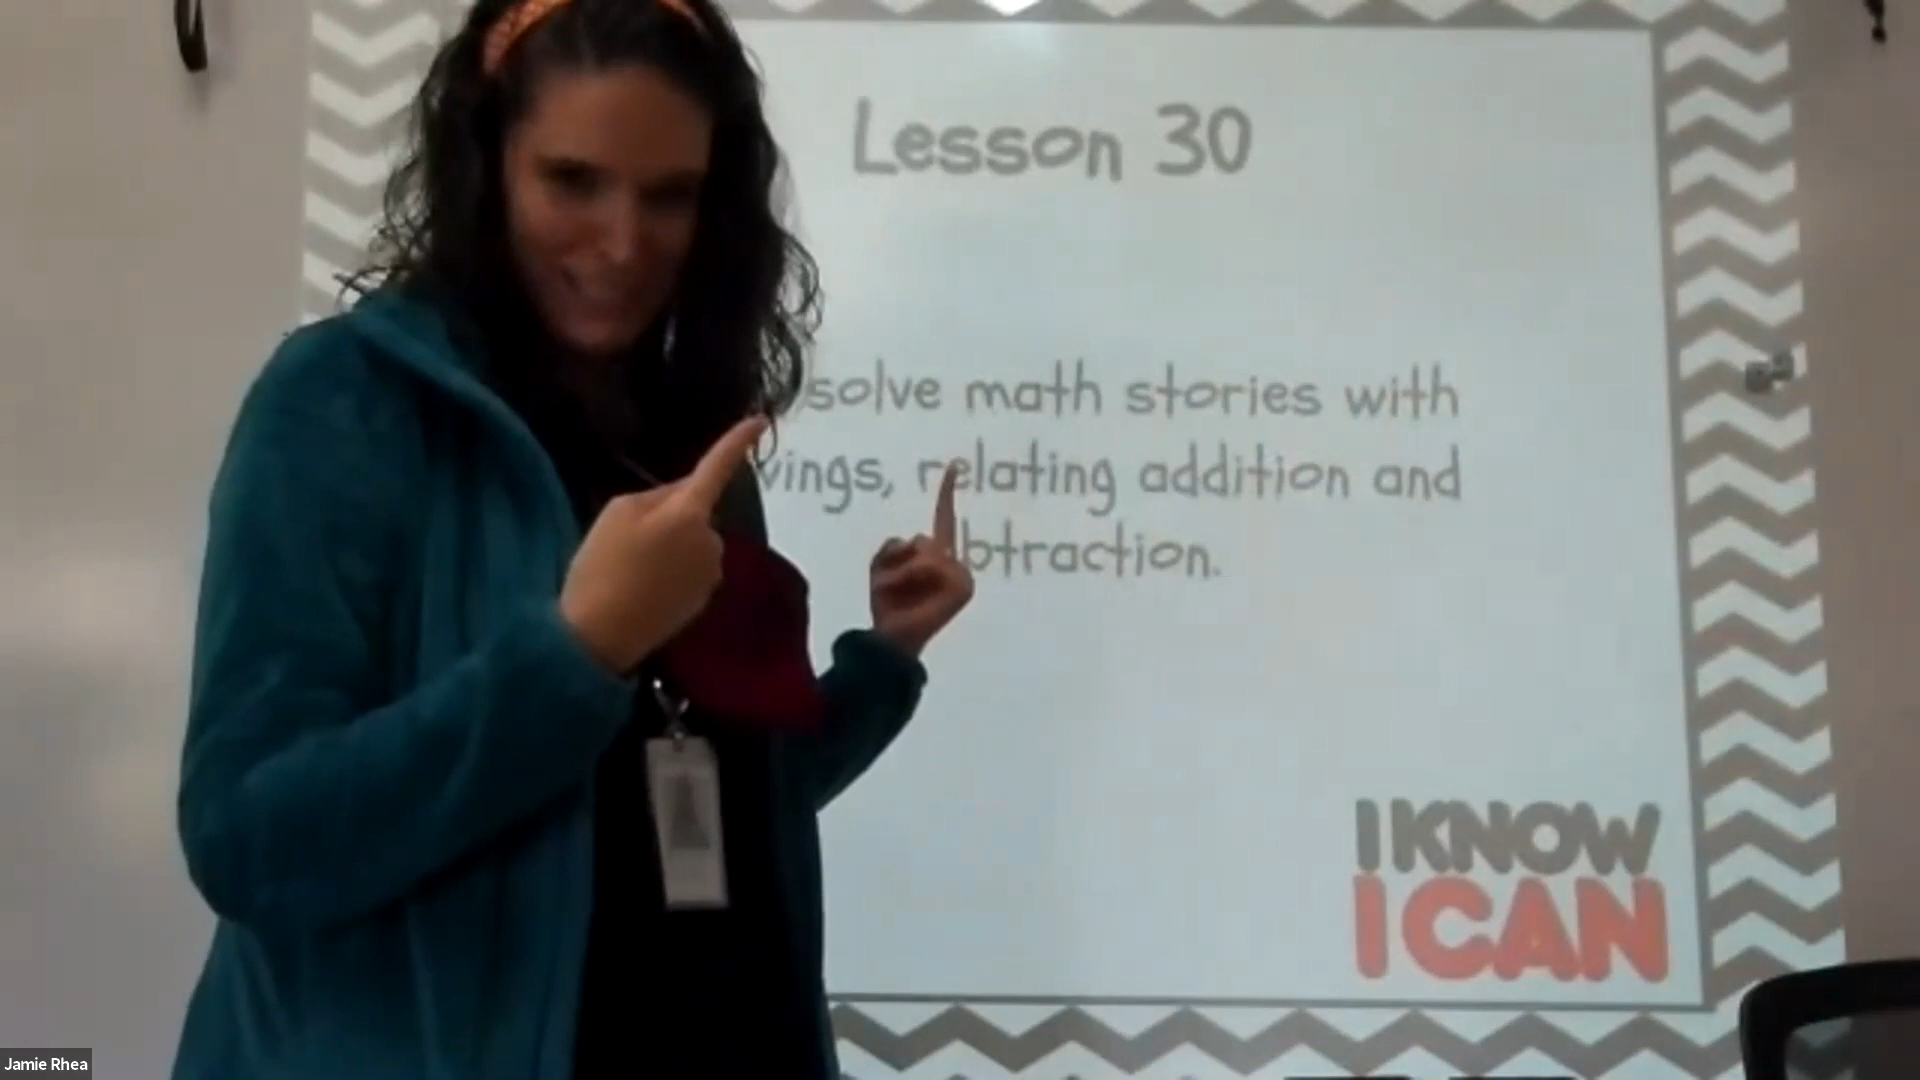 Lesson 30
solve math stories with
relating addition and
I KNOW
I CAN
Jamie Rhea